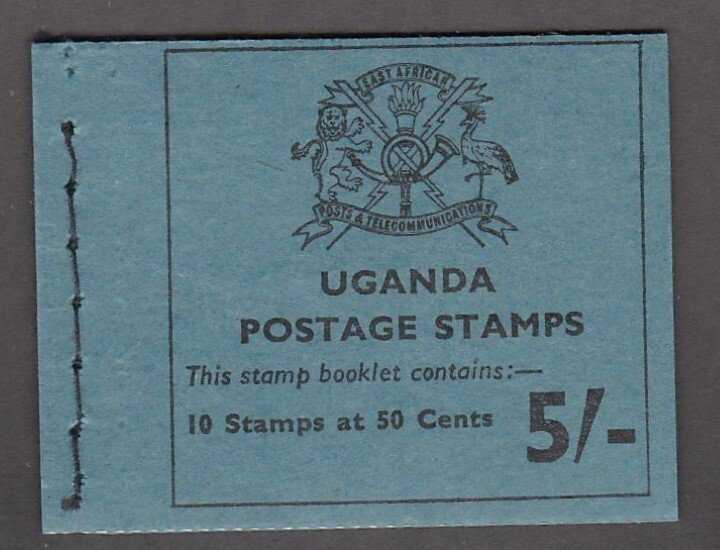 EAST AFRICAN
POSTS & TELECOMMUNICATIONS
UGANDA
POSTAGE STAMPS
This stamp booklet contains:—
10 Stamps at 50 Cents 5/-